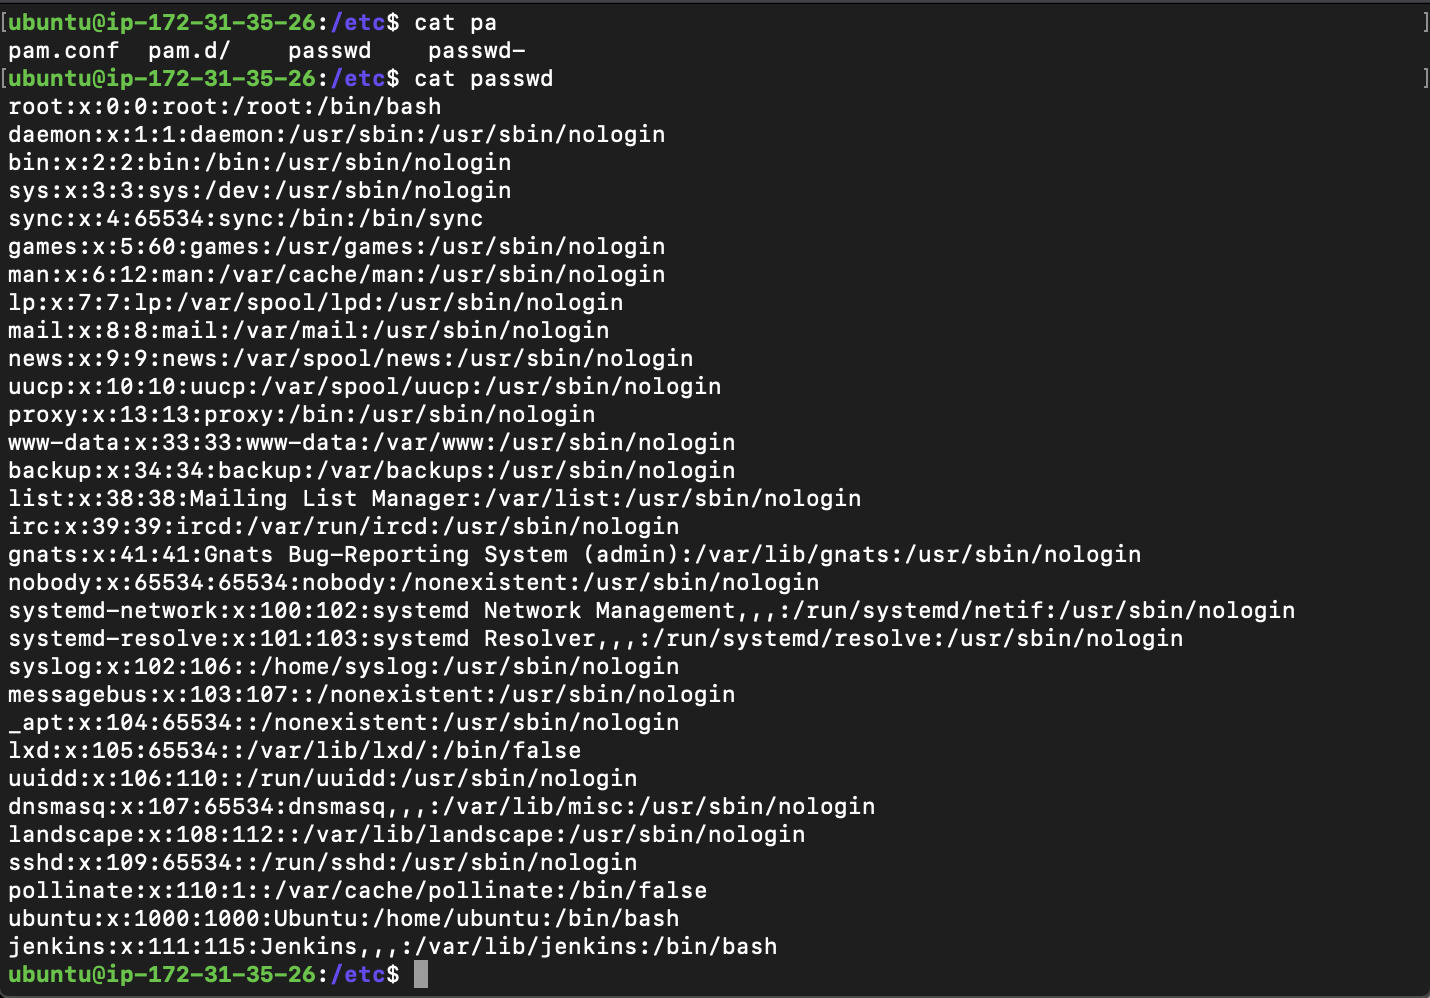 [ubuntu@ip-172-31-35-26:/etc$ cat pa ]
pam.conf  pam.d/    passwd    passwd-
[ubuntu@ip-172-31-35-26:/etc$ cat passwd ]
root:x:0:0:root:/root:/bin/bash
daemon:x:1:1:daemon:/usr/sbin:/usr/sbin/nologin
bin:x:2:2:bin:/bin:/usr/sbin/nologin
sys:x:3:3:sys:/dev:/usr/sbin/nologin
sync:x:4:65534:sync:/bin:/bin/sync
games:x:5:60:games:/usr/games:/usr/sbin/nologin
man:x:6:12:man:/var/cache/man:/usr/sbin/nologin
lp:x:7:7:lp:/var/spool/lpd:/usr/sbin/nologin
mail:x:8:8:mail:/var/mail:/usr/sbin/nologin
news:x:9:9:news:/var/spool/news:/usr/sbin/nologin
uucp:x:10:10:uucp:/var/spool/uucp:/usr/sbin/nologin
proxy:x:13:13:proxy:/bin:/usr/sbin/nologin
www-data:x:33:33:www-data:/var/www:/usr/sbin/nologin
backup:x:34:34:backup:/var/backups:/usr/sbin/nologin
list:x:38:38:Mailing List Manager:/var/list:/usr/sbin/nologin
irc:x:39:39:ircd:/var/run/ircd:/usr/sbin/nologin
gnats:x:41:41:Gnats Bug-Reporting System (admin):/var/lib/gnats:/usr/sbin/nologin
nobody:x:65534:65534:nobody:/nonexistent:/usr/sbin/nologin
systemd-network:x:100:102:systemd Network Management,,,:/run/systemd/netif:/usr/sbin/nologin
systemd-resolve:x:101:103:systemd Resolver,,,:/run/systemd/resolve:/usr/sbin/nologin
syslog:x:102:106::/home/syslog:/usr/sbin/nologin
messagebus:x:103:107::/nonexistent:/usr/sbin/nologin
_apt:x:104:65534::/nonexistent:/usr/sbin/nologin
lxd:x:105:65534::/var/lib/lxd/:/bin/false
uuidd:x:106:110::/run/uuidd:/usr/sbin/nologin
dnsmasq:x:107:65534:dnsmasq,,,:/var/lib/misc:/usr/sbin/nologin
landscape:x:108:112::/var/lib/landscape:/usr/sbin/nologin
sshd:x:109:65534::/run/sshd:/usr/sbin/nologin
pollinate:x:110:1::/var/cache/pollinate:/bin/false
ubuntu:x:1000:1000:Ubuntu:/home/ubuntu:/bin/bash
jenkins:x:111:115:Jenkins,,,:/var/lib/jenkins:/bin/bash
ubuntu@ip-172-31-35-26:/etc$